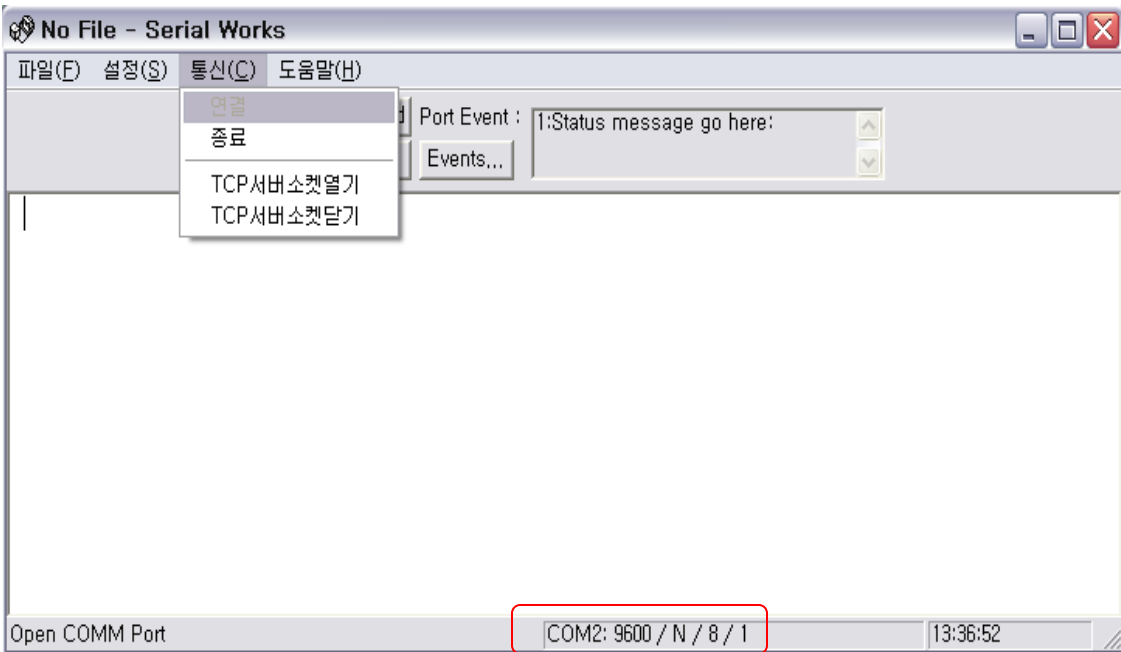 No File - Serial Works
파일(F) 설정(S) 통신(C) 도움말(H)
연결
종료
TCP서버소켓열기
TCP서버소켓닫기
Port Event :
Events...
1:Status message go here:
Open COMM Port
COM2: 9600 / N / 8 / 1
13:36:52